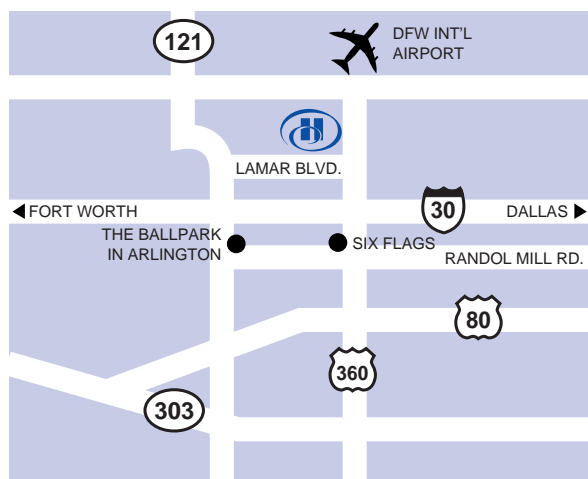 121
DFW INT'L
AIRPORT
H
LAMAR BLVD.
FORT WORTH
30
DALLAS
THE BALLPARK
IN ARLINGTON
SIX FLAGS
RANDOL MILL RD.
80
360
303